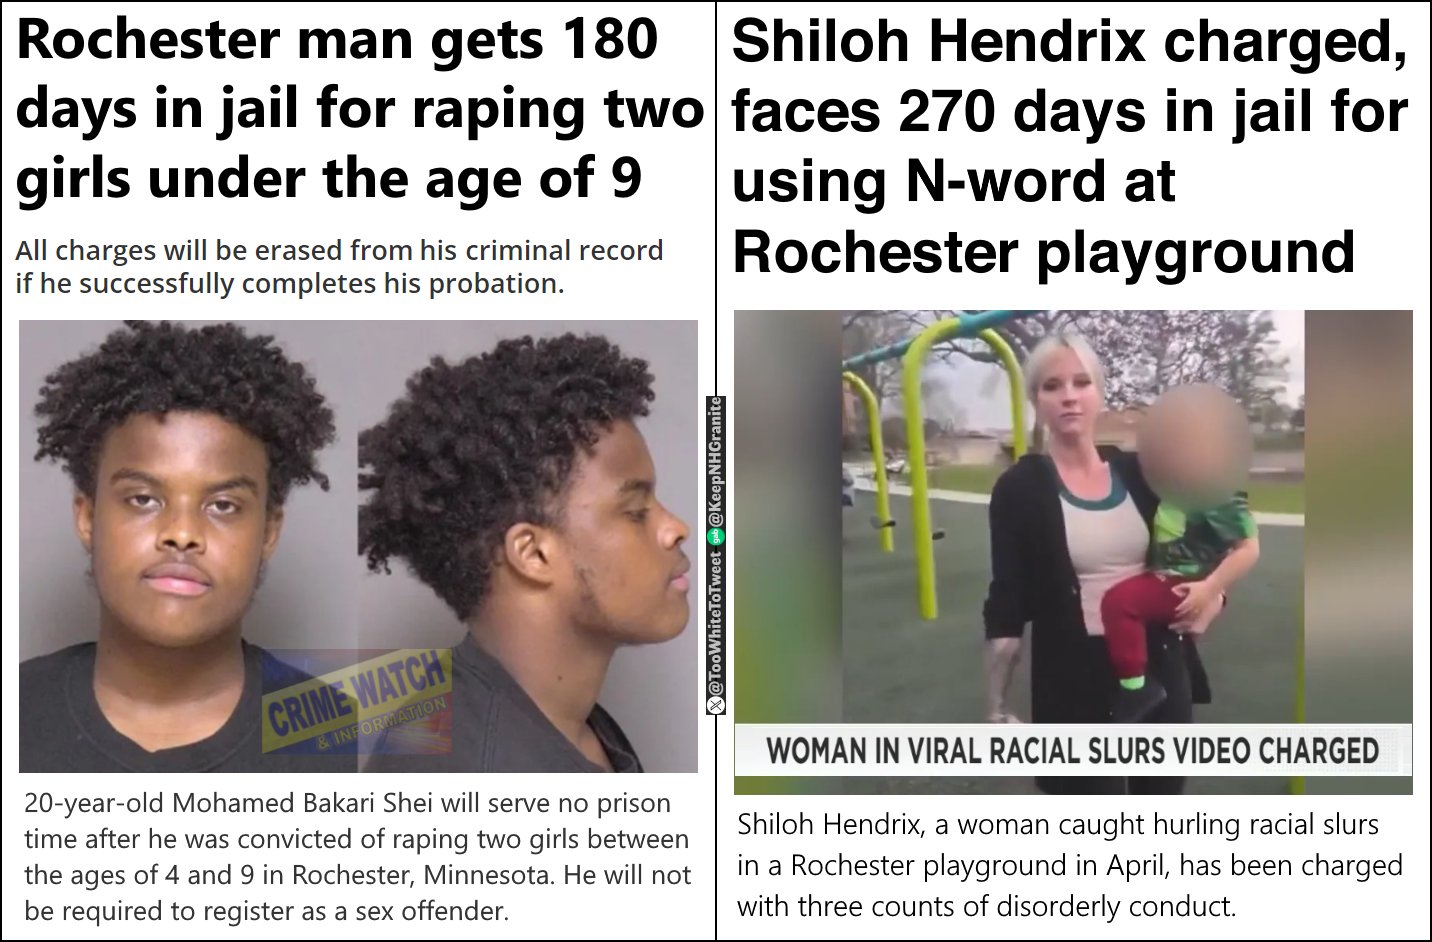 Rochester man gets 180
days in jail for raping two
girls under the age of 9
All charges will be erased from his criminal record
if he successfully completes his probation.
CRIME WATCH
& INFORMATION
20-year-old Mohamed Bakari Shei will serve no prison
time after he was convicted of raping two girls between
the ages of 4 and 9 in Rochester, Minnesota. He will not
be required to register as a sex offender.
X @TooWhiteToTweet gab @KeepNHGranite
Shiloh Hendrix charged,
faces 270 days in jail for
using N-word at
Rochester playground
WOMAN IN VIRAL RACIAL SLURS VIDEO CHARGED
Shiloh Hendrix, a woman caught hurling racial slurs
in a Rochester playground in April, has been charged
with three counts of disorderly conduct.